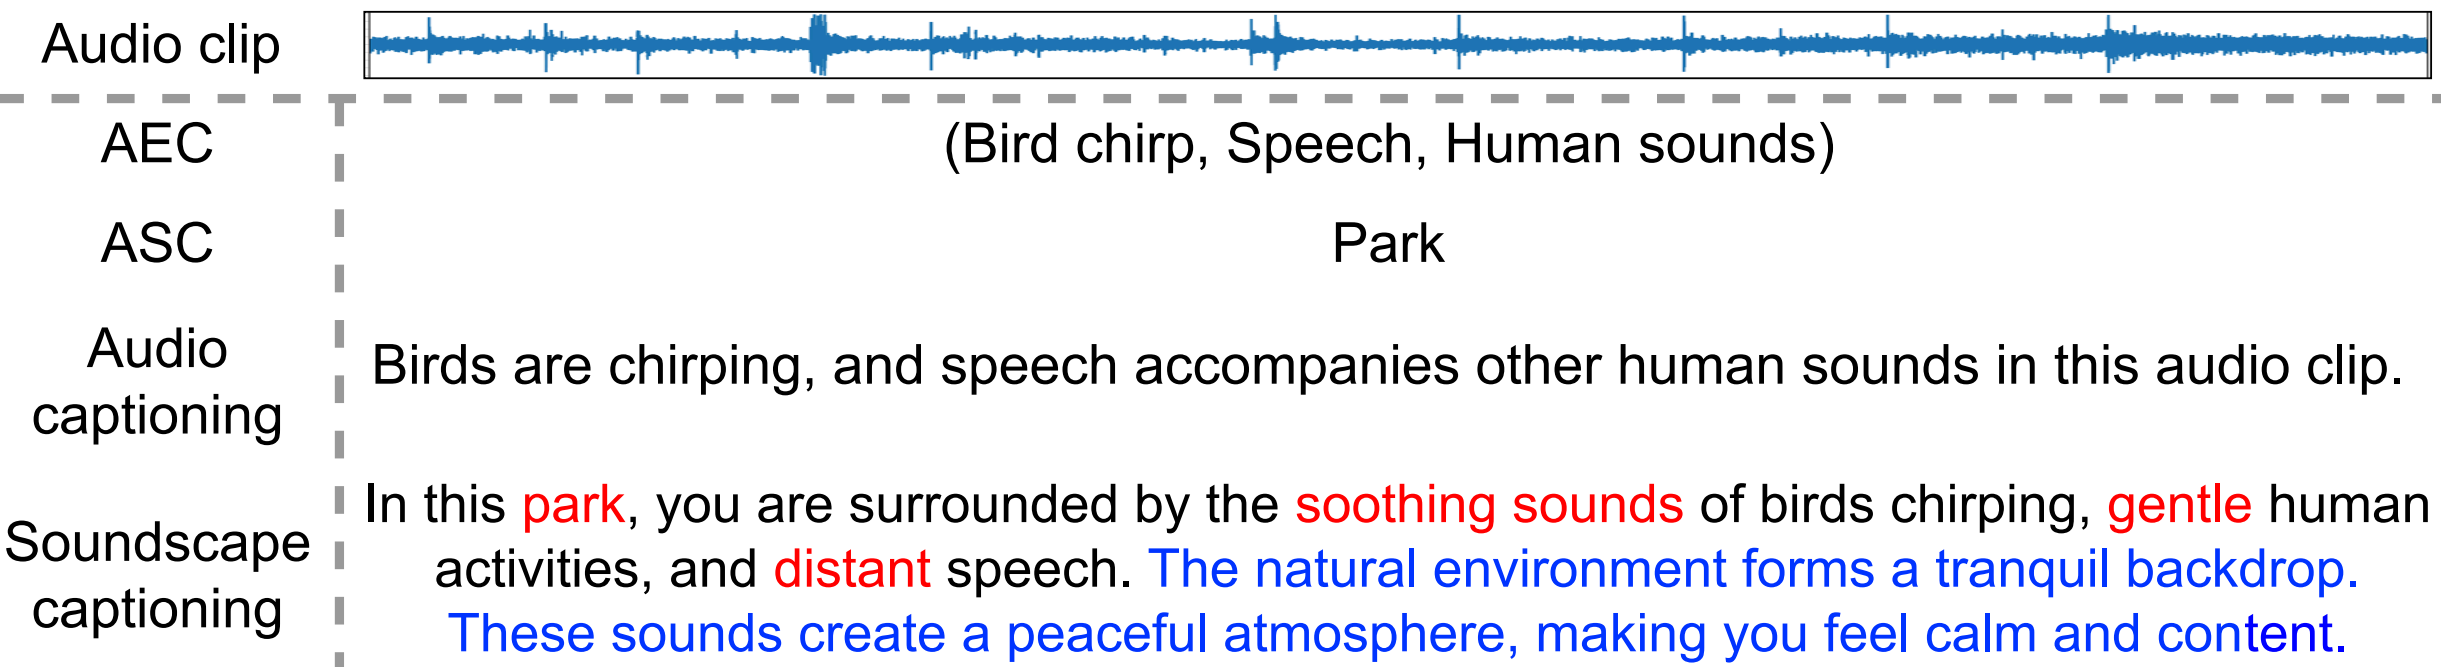 Audio clip
AEC
(Bird chirp, Speech, Human sounds)
ASC
Park
Audio
captioning
Birds are chirping, and speech accompanies other human sounds in this audio clip.
Soundscape
captioning
In this park, you are surrounded by the soothing sounds of birds chirping, gentle human
activities, and distant speech. The natural environment forms a tranquil backdrop.
These sounds create a peaceful atmosphere, making you feel calm and content.